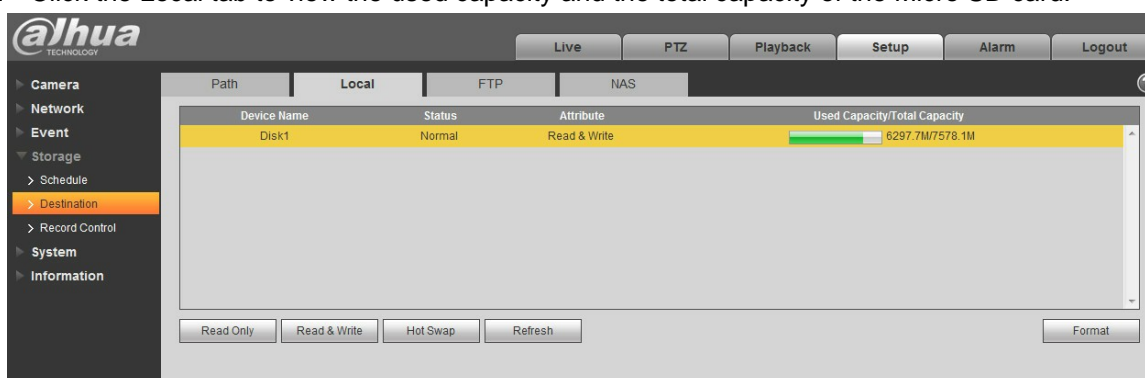 Click the Local tab to view the used capacity and the total capacity of the Micro SD card.
alhua
TECHNOLOGY
Live PTZ Playback Setup Alarm Logout
Camera
Network
Event
Storage
Schedule
Destination
Record Control
System
Information
Path Local FTP NAS
Device Name Status Attribute Used Capacity/Total Capacity
Disk1 Normal Read & Write 6297.7M/7578.1M
Read Only Read & Write Hot Swap Refresh Format